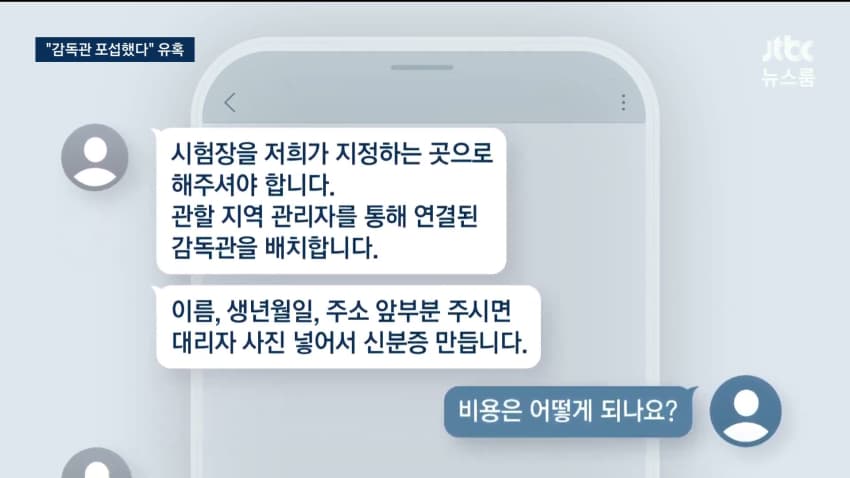 "감독관 포섭했다" 유혹
jtbc
뉴스룸
시험장을 저희가 지정하는 곳으로
해주셔야 합니다.
관할 지역 관리자를 통해 연결된
감독관을 배치합니다.
이름, 생년월일, 주소 앞부분 주시면
대리자 사진 넣어서 신분증 만듭니다.
비용은 어떻게 되나요?